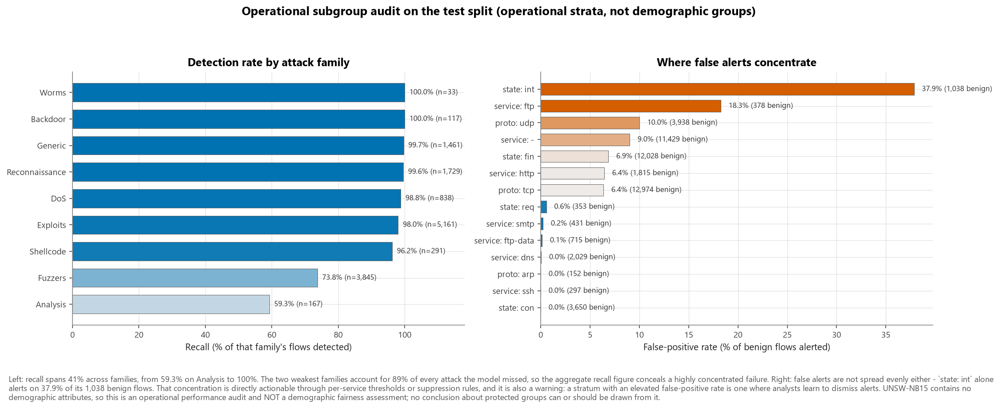 Operational subgroup audit on the test split (operational strata, not demographic groups)
Detection rate by attack family
Worms
100.0% (n=33)
Backdoor
100.0% (n=117)
Generic
99.7% (n=1,461)
Reconnaissance
99.6% (n=1,729)
DoS
98.8% (n=838)
Exploits
98.0% (n=5,161)
Shellcode
96.2% (n=291)
Fuzzers
73.8% (n=3,845)
Analysis
59.3% (n=167)
0 20 40 60 80 100
Recall (% of that family's flows detected)
Where false alerts concentrate
state: int
37.9% (1,038 benign)
service: ftp
18.3% (378 benign)
proto: udp
10.0% (3,938 benign)
service: -
9.0% (11,429 benign)
state: fin
6.9% (12,028 benign)
service: http
6.4% (1,815 benign)
proto: tcp
6.4% (12,974 benign)
state: req
0.6% (353 benign)
service: smtp
0.2% (431 benign)
service: ftp-data
0.1% (715 benign)
service: dns
0.0% (2,029 benign)
proto: arp
0.0% (152 benign)
service: ssh
0.0% (297 benign)
state: con
0.0% (3,650 benign)
0 5 10 15 20 25 30 35
False-positive rate (% of benign flows alerted)
Left: recall spans 41% across families, from 59.3% on Analysis to 100%. The two weakest families account for 89% of every attack the model missed, so the aggregate recall figure conceals a highly concentrated failure. Right: false alerts are not spread evenly either - `state: int` alone
alerts on 37.9% of its 1,038 benign flows. That concentration is directly actionable through per-service thresholds or suppression rules, and it is also a warning: a stratum with an elevated false-positive rate is one where analysts learn to dismiss alerts. UNSW-NB15 contains no
demographic attributes, so this is an operational performance audit and NOT a demographic fairness assessment; no conclusion about protected groups can or should be drawn from it.